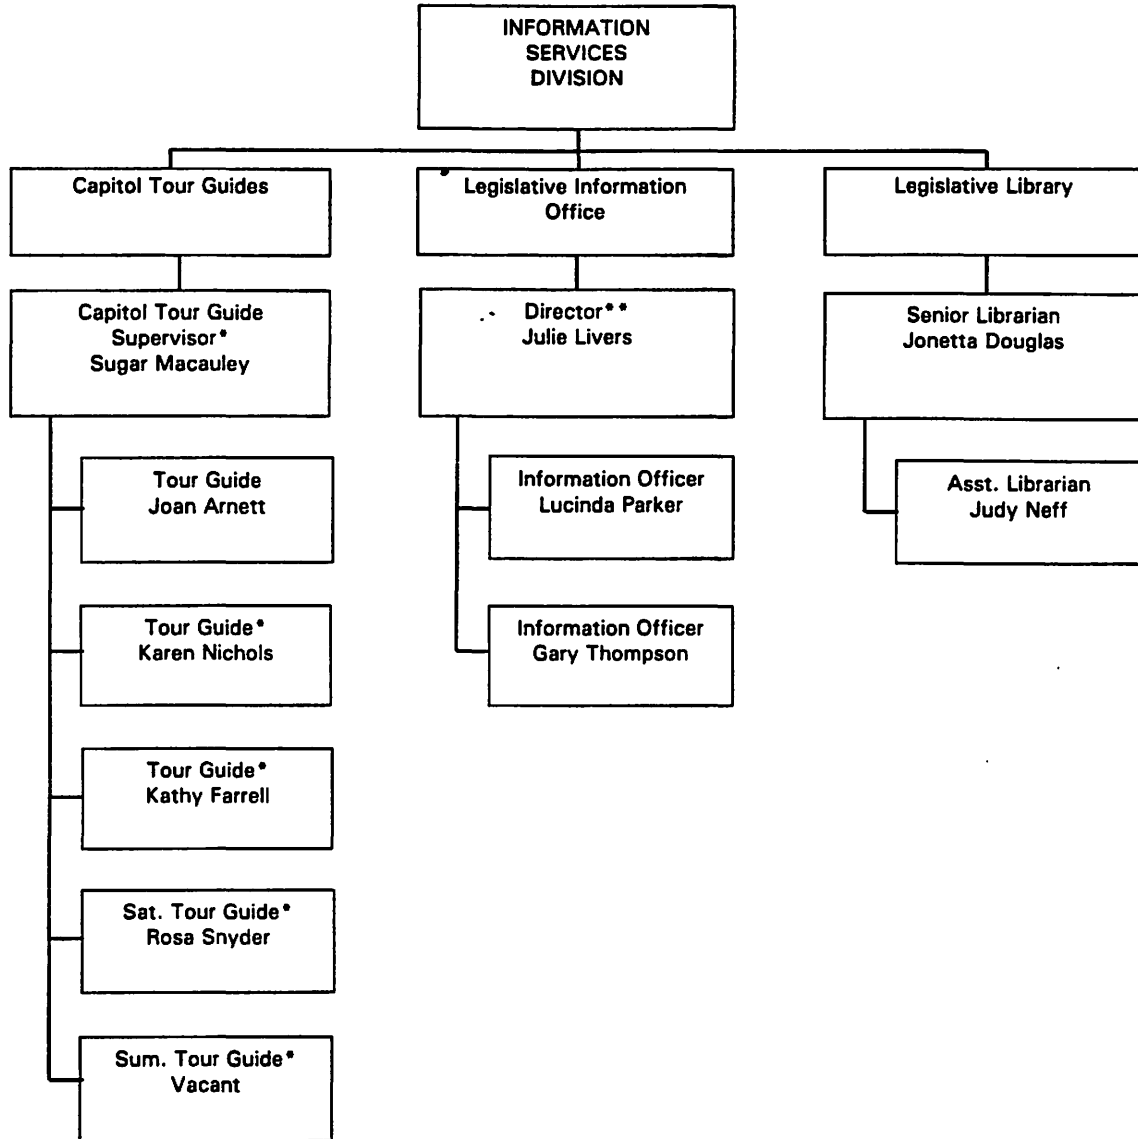 INFORMATION
SERVICES
DIVISION
Capitol Tour Guides
Legislative Information
Office
Legislative Library
Capitol Tour Guide
Supervisor*
Sugar Macauley
Director**
Julie Livers
Senior Librarian
Jonetta Douglas
Tour Guide
Joan Arnett
Information Officer
Lucinda Parker
Asst. Librarian
Judy Neff
Tour Guide*
Karen Nichols
Information Officer
Gary Thompson
Tour Guide*
Kathy Farrell
Sat. Tour Guide*
Rosa Snyder
Sum. Tour Guide*
Vacant